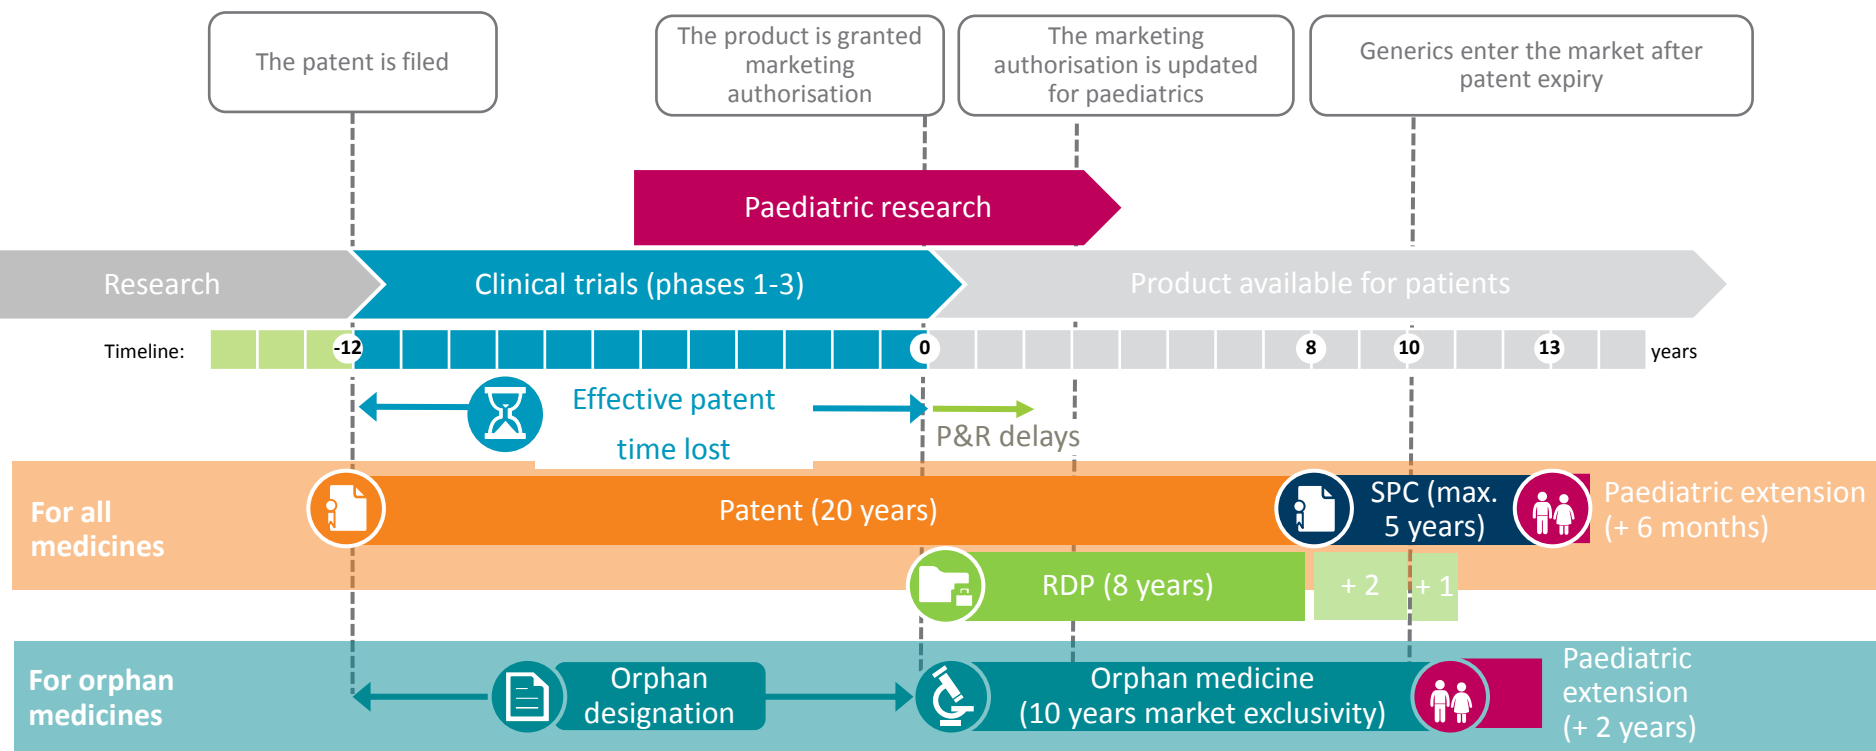 The patent is filed
The product is granted
marketing
authorisation
The marketing
authorisation is updated
for paediatrics
Generics enter the market after
patent expiry
Paediatric research
Research
Clinical trials (phases 1-3)
Product available for patients
Timeline:
-12
0
8
10
13
years
Effective patent
time lost
P&R delays
For all
medicines
Patent (20 years)
SPC (max.
5 years)
Paediatric extension
(+ 6 months)
RDP (8 years)
+ 2
+ 1
For orphan
medicines
Orphan
designation
Orphan medicine
(10 years market exclusivity)
Paediatric
extension
(+ 2 years)